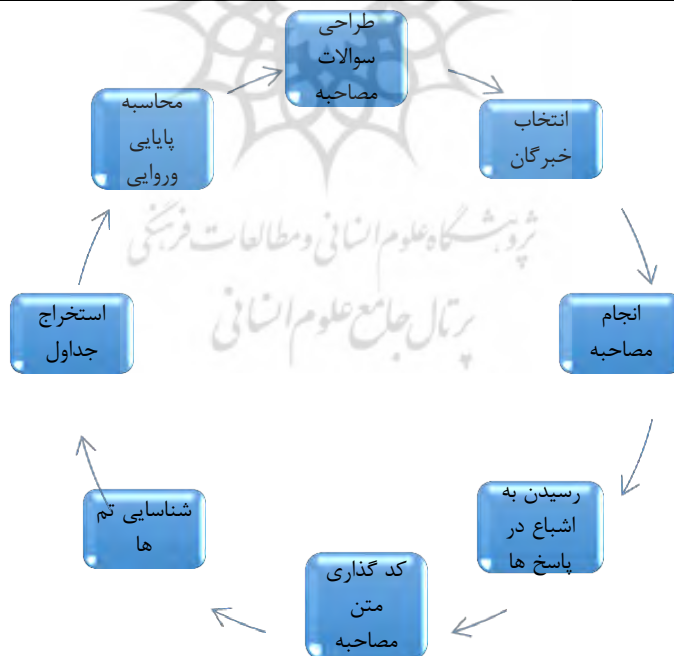 طراحی
سوالات
مصاحبه
انتخاب
خبرگان
انجام
مصاحبه
رسیدن به
اشباع در
پاسخ ها
کد گذاری
متن
مصاحبه
شناسایی تم
ها
استخراج
جداول
محاسبه
پایایی
وروایی
پژوهشگاه علوم انسانی و مطالعات فرهنگی
پرتال جامع علوم انسانی